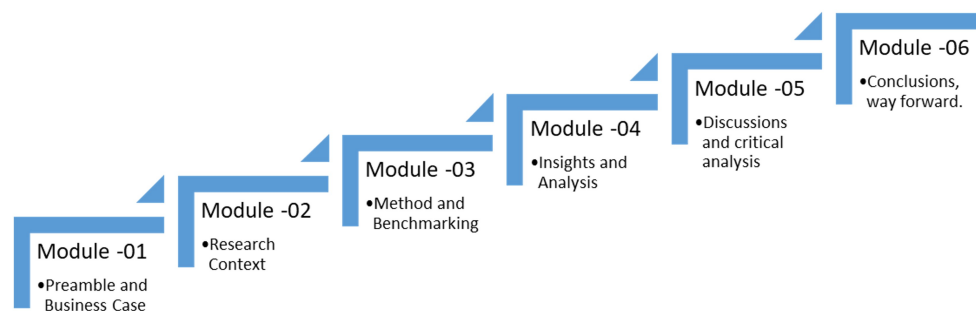 Module -01
•Preamble and
Business Case
Module -02
•Research
Context
Module -03
•Method and
Benchmarking
Module -04
•Insights and
Analysis
Module -05
•Discussions
and critical
analysis
Module -06
•Conclusions,
way forward.